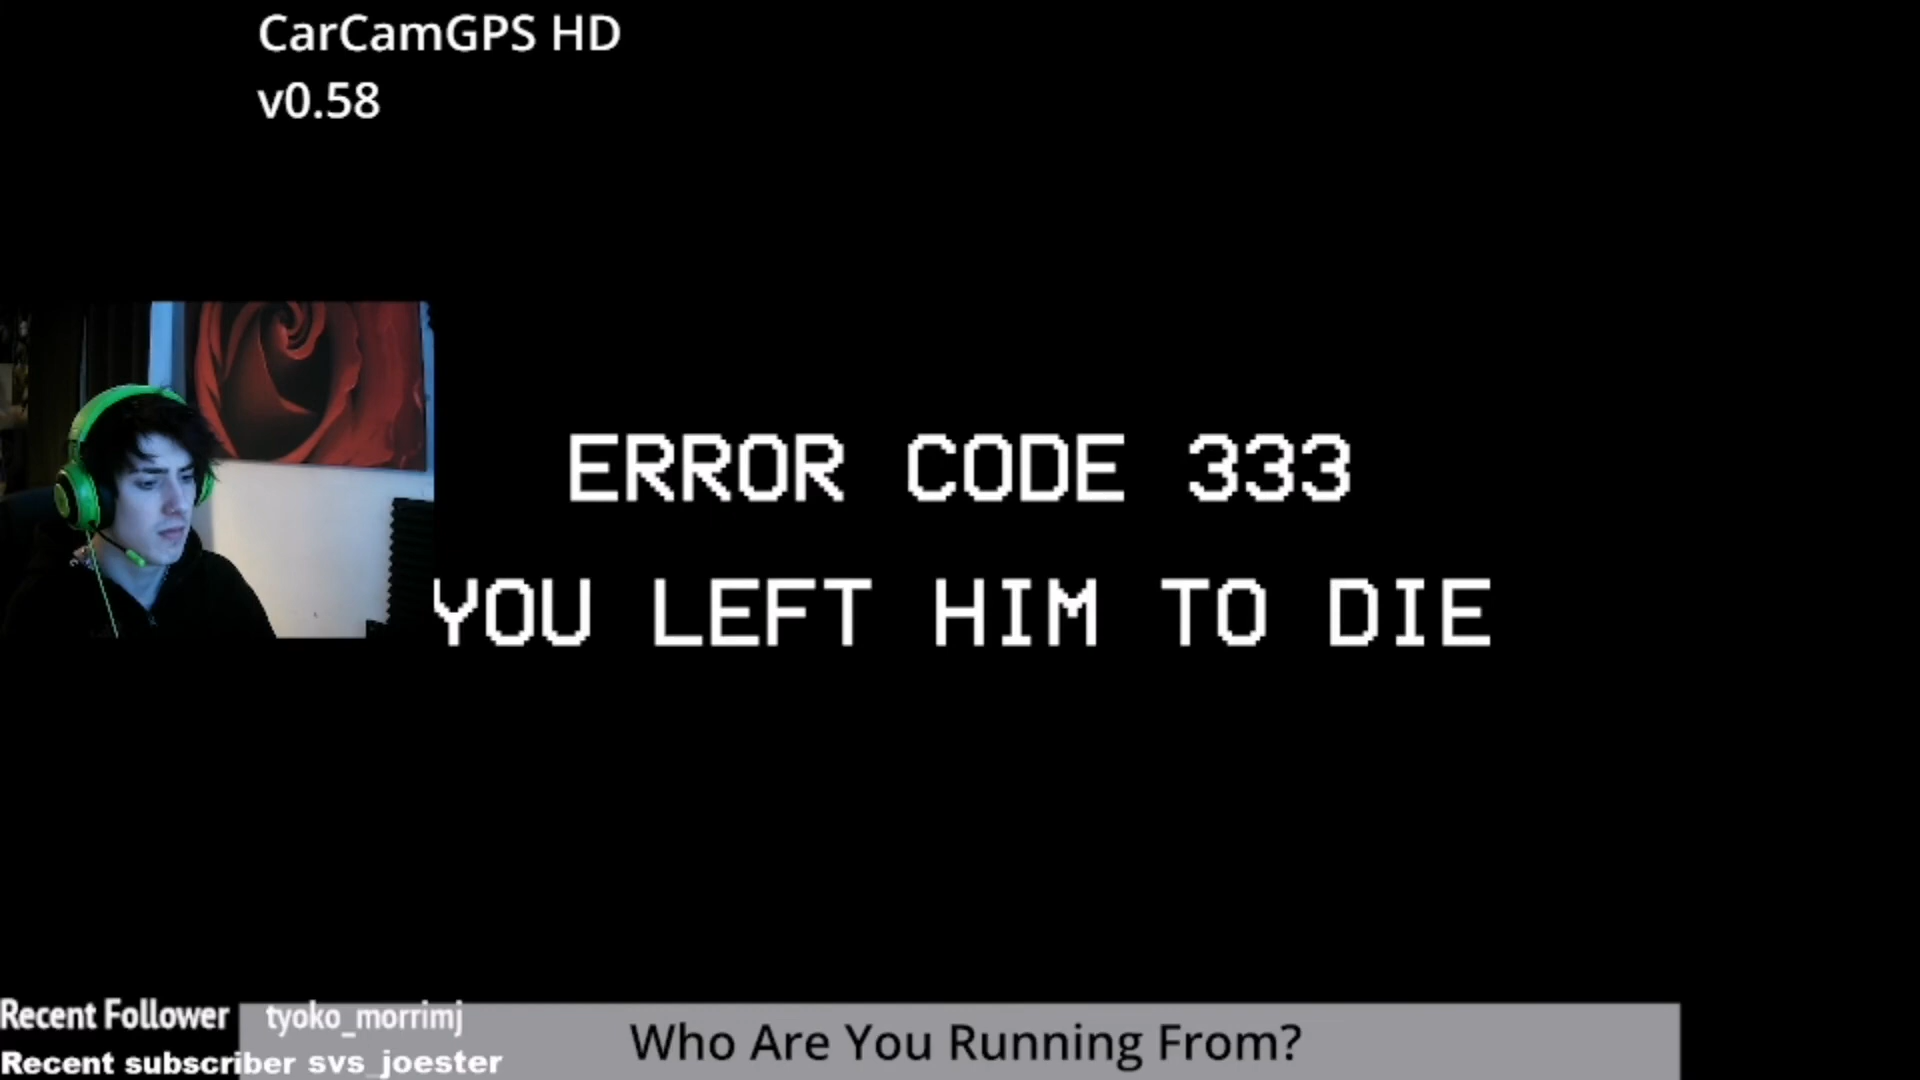 CarCamGPS HD
v0.58
ERROR CODE 333
YOU LEFT HIM TO DIE
Recent Follower tyoko_morrimj
Recent subscriber svs_joester
Who Are You Running From?